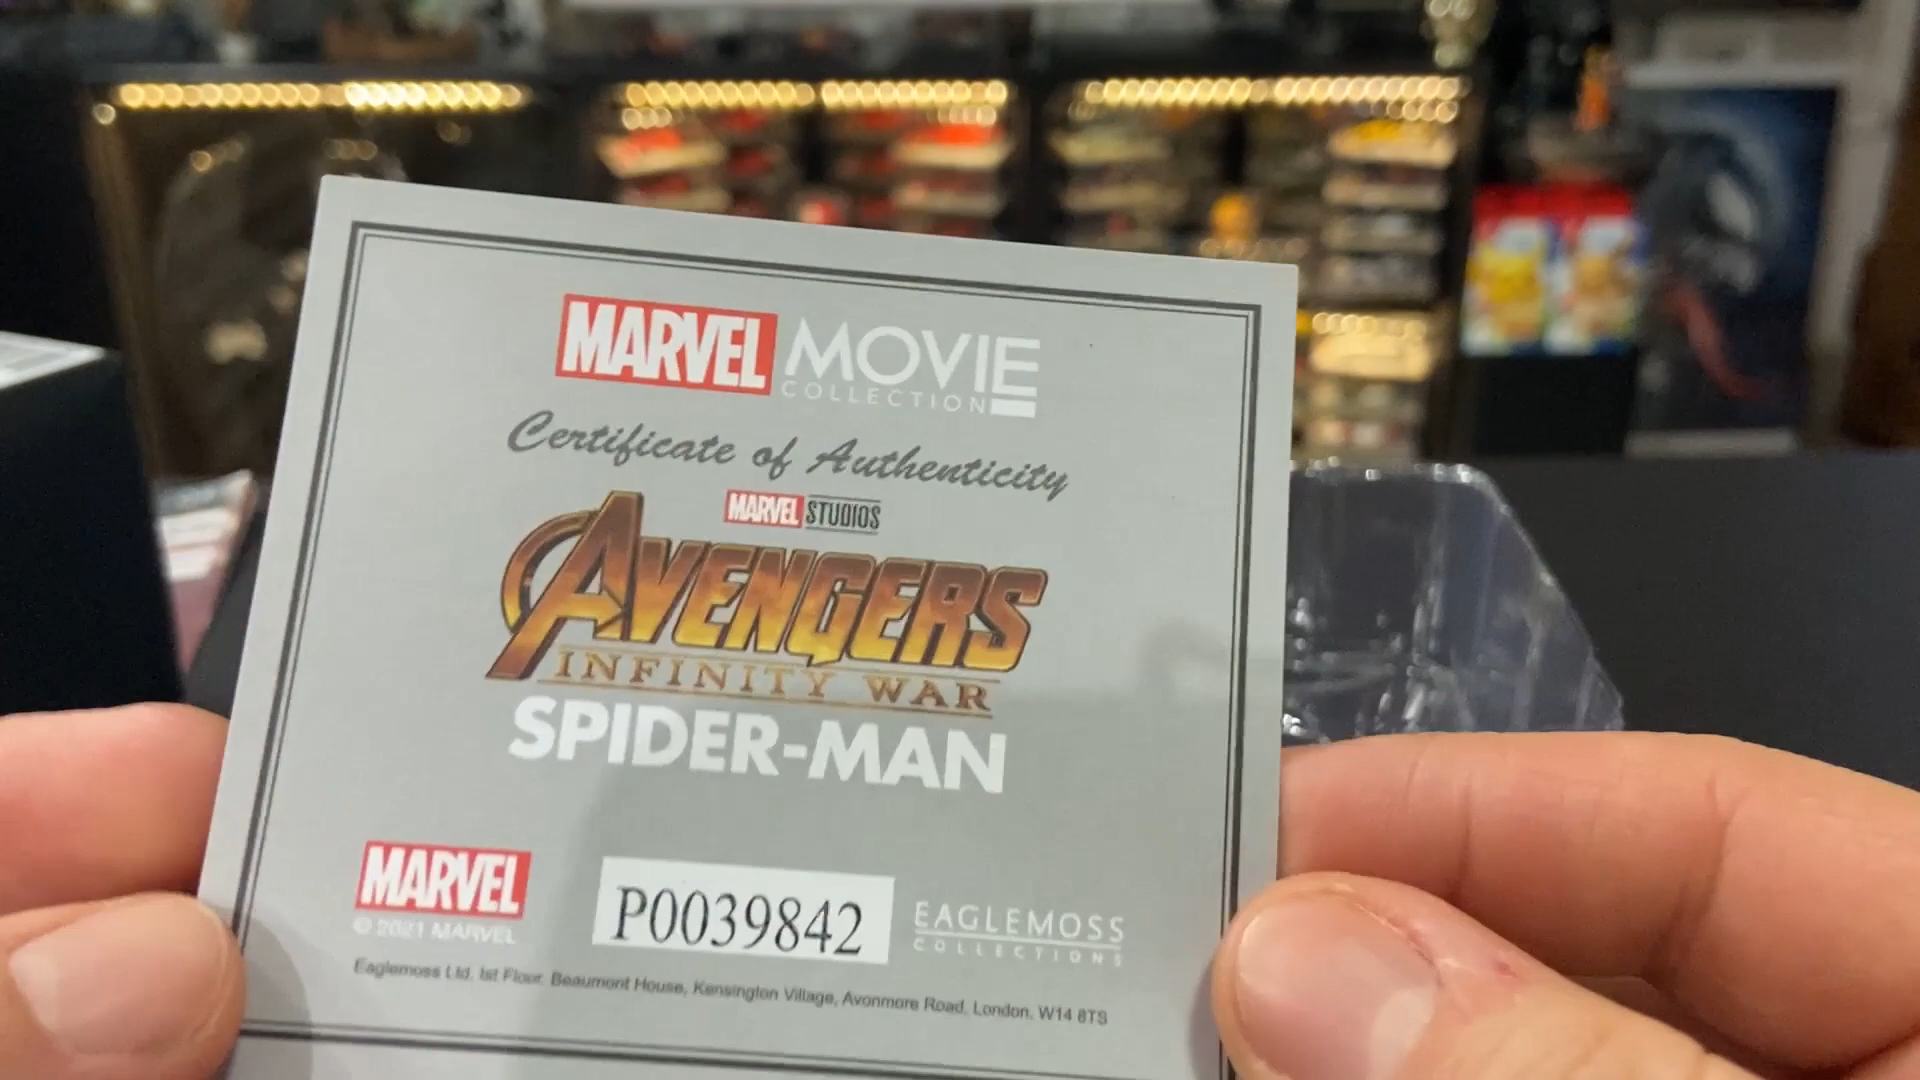 MARVEL MOVIE
COLLECTION
Certificate of Authenticity
MARVEL STUDIOS
AVENGERS
INFINITY WAR
SPIDER-MAN
MARVEL
© 2021 MARVEL
P0039842
EAGLEMOSS
COLLECTIONS
Eaglemoss Ltd. 1st Floor. Beaumont House, Kensington Village, Avonmore Road, London, W14 8TS